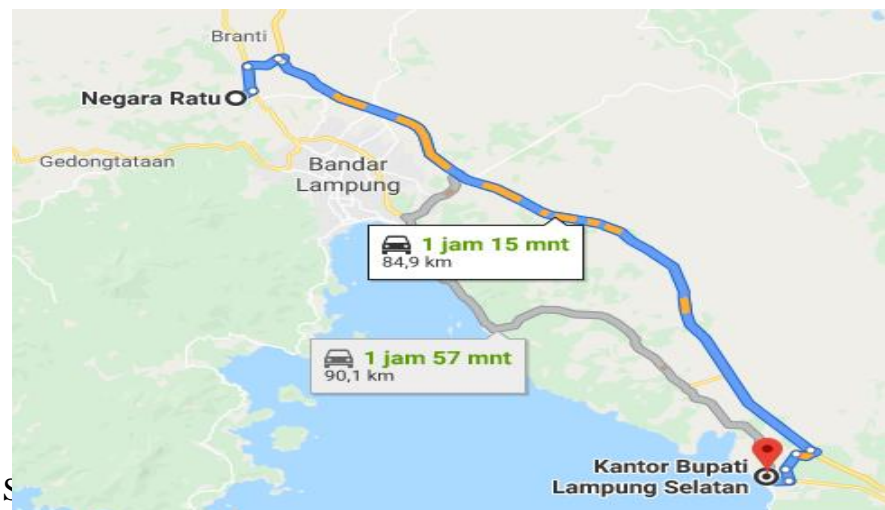 Branti
Negara Ratu
Gedongtataan
Bandar
Lampung
1 jam 15 mnt
84,9 km
1 jam 57 mnt
90,1 km
Kantor Bupati
Lampung Selatan
S